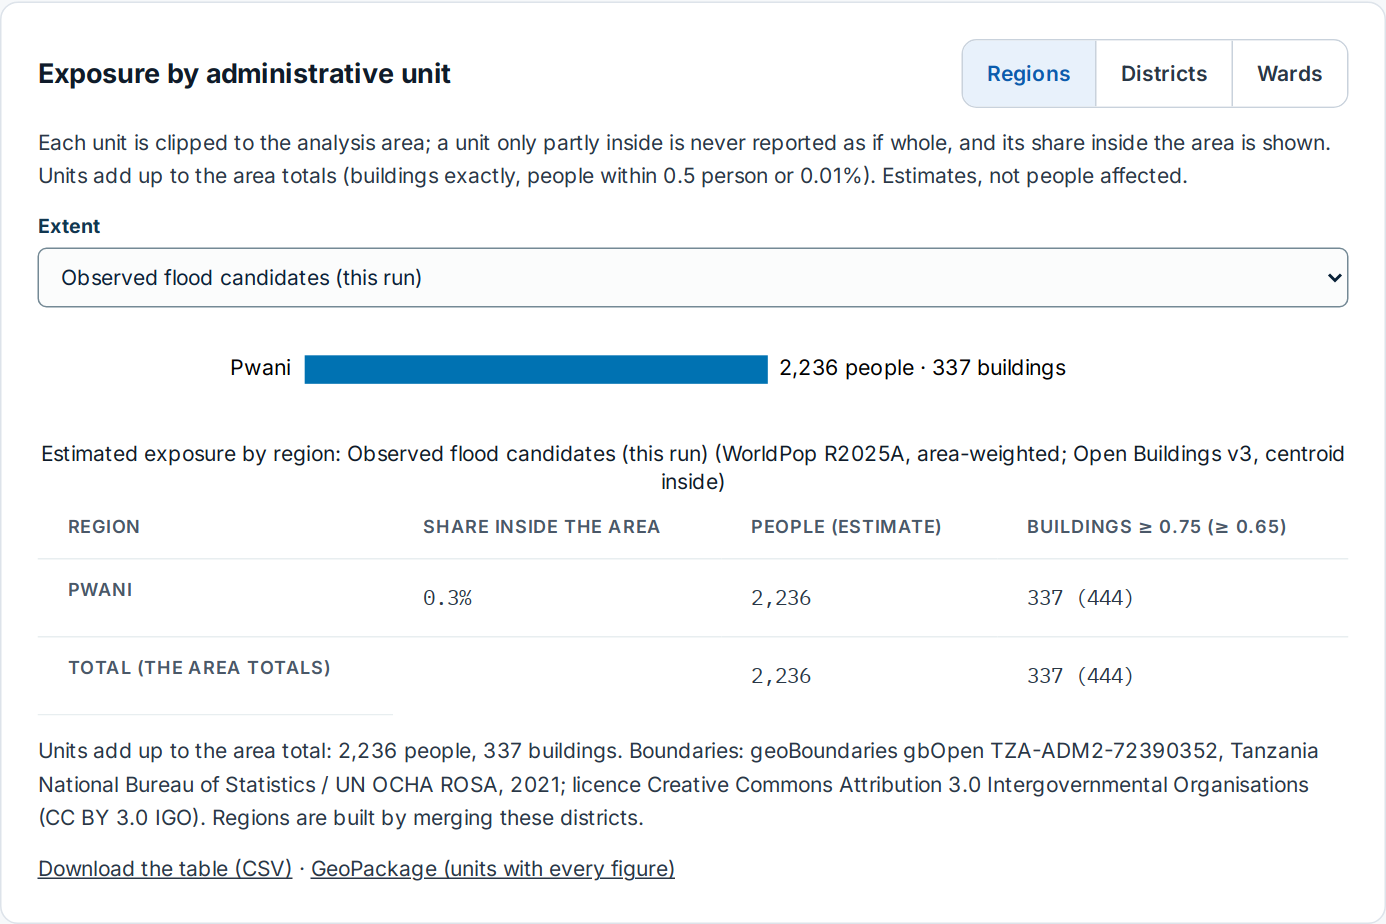 Exposure by administrative unit
Regions
Districts
Wards
Each unit is clipped to the analysis area; a unit only partly inside is never reported as if whole, and its share inside the area is shown.
Units add up to the area totals (buildings exactly, people within 0.5 person or 0.01%). Estimates, not people affected.
Extent
Observed flood candidates (this run)
Pwani 2,236 people · 337 buildings
Estimated exposure by region: Observed flood candidates (this run) (WorldPop R2025A, area-weighted; Open Buildings v3, centroid
inside)
REGION SHARE INSIDE THE AREA PEOPLE (ESTIMATE) BUILDINGS ≥ 0.75 (≥ 0.65)
PWANI 0.3% 2,236 337 (444)
TOTAL (THE AREA TOTALS) 2,236 337 (444)
Units add up to the area total: 2,236 people, 337 buildings. Boundaries: geoBoundaries gbOpen TZA-ADM2-72390352, Tanzania
National Bureau of Statistics / UN OCHA ROSA, 2021; licence Creative Commons Attribution 3.0 Intergovernmental Organisations
(CC BY 3.0 IGO). Regions are built by merging these districts.
Download the table (CSV) · GeoPackage (units with every figure)